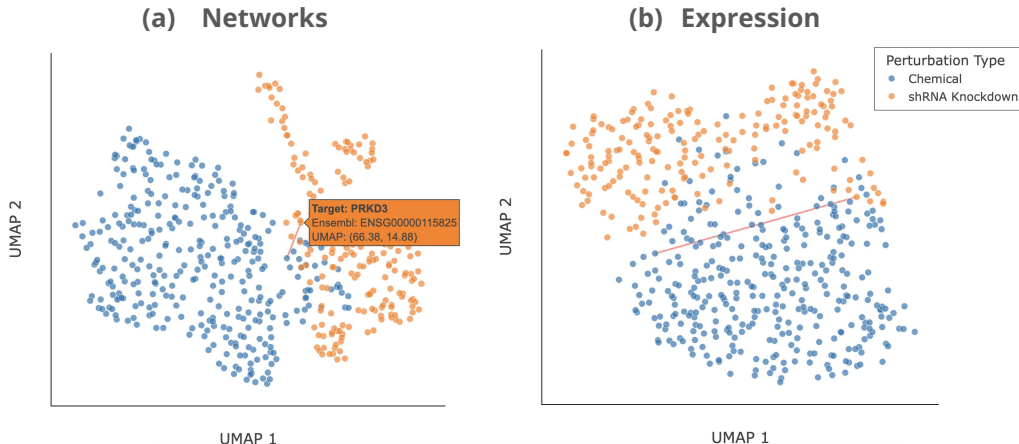 (a) Networks
UMAP 2
Target: PRKD3
Ensembl: ENSG00000115825
UMAP: (66.38, 14.88)
UMAP 1
(b) Expression
UMAP 2
Perturbation Type
Chemical
shRNA Knockdown
UMAP 1